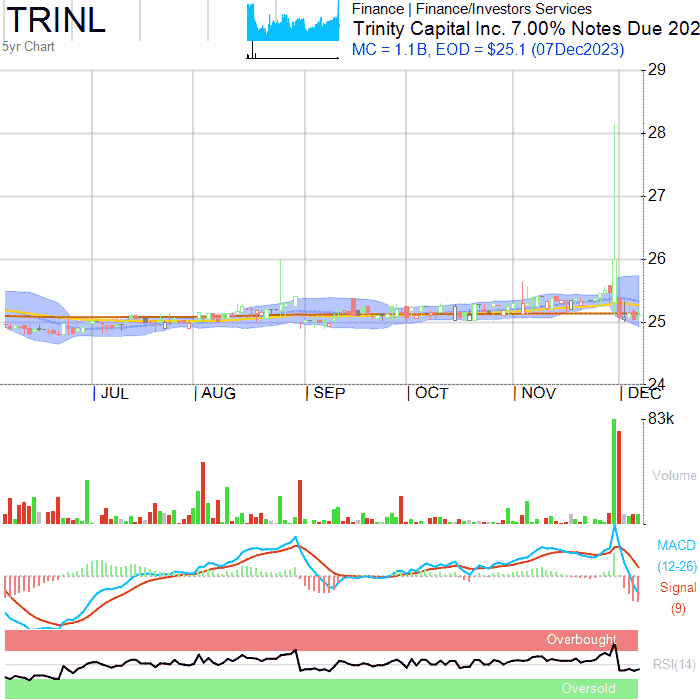 TRINL
5yr Chart
Finance | Finance/Investors Services
Trinity Capital Inc. 7.00% Notes Due 202
MC = 1.1B, EOD = $25.1 (07Dec2023)
29
28
27
26
25
24
JUL AUG SEP OCT NOV DEC
83k
Volume
MACD
(12-26)
Signal
(9)
Overbought
RSI(14)
Oversold